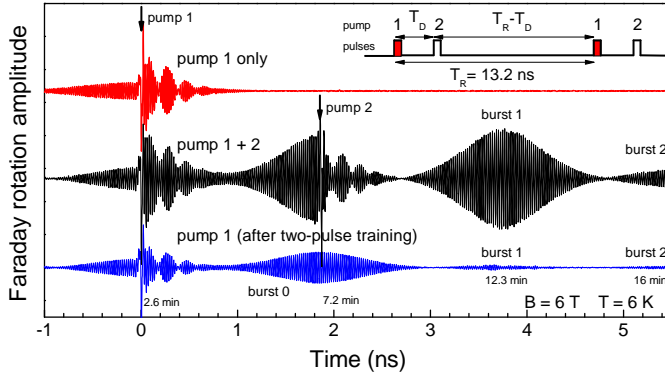 pump 1
pump
pulses
1
T_D
2
T_R-T_D
1
2
T_R= 13.2 ns
pump 1 only
pump 2
pump 1 + 2
burst 1
burst 2
pump 1 (after two-pulse training)
burst 0
burst 1
burst 2
2.6 min
7.2 min
12.3 min
16 min
B = 6 T T = 6 K
Faraday rotation amplitude
-1 0 1 2 3 4 5
Time (ns)